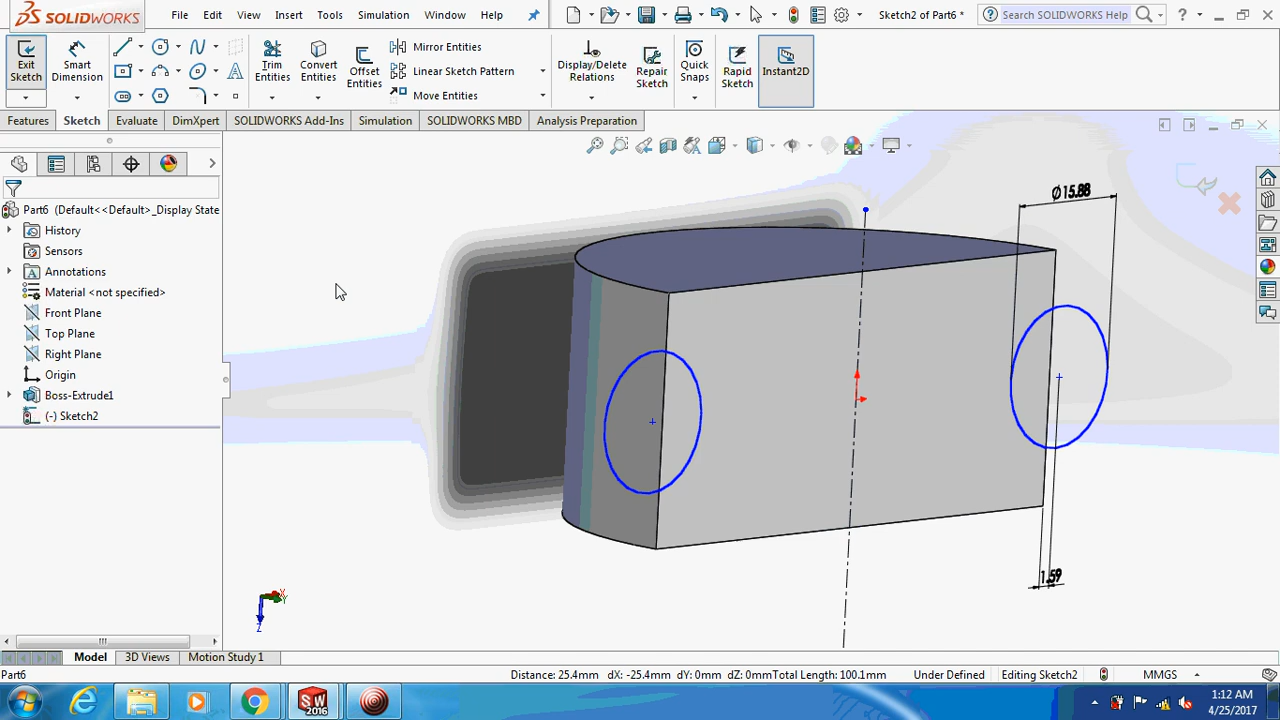 SOLIDWORKS File Edit View Insert Tools Simulation Window Help Sketch2 of Part6 * Search SOLIDWORKS Help ?
Exit Sketch
Smart Dimension
Trim Entities
Convert Entities
Offset Entities
Mirror Entities
Linear Sketch Pattern
Move Entities
Display/Delete Relations
Repair Sketch
Quick Snaps
Rapid Sketch
Instant2D
Features Sketch Evaluate DimXpert SOLIDWORKS Add-Ins Simulation SOLIDWORKS MBD Analysis Preparation
Part6 (Default<<Default>_Display State
History
Sensors
Annotations
Material <not specified>
Front Plane
Top Plane
Right Plane
Origin
Boss-Extrude1
(-) Sketch2
Ø15.88
1.59
X
Y
Z
Model 3D Views Motion Study 1
Part6 Distance: 25.4mm dX: -25.4mm dY: 0mm dZ: 0mmTotal Length: 100.1mm Under Defined Editing Sketch2 MMGS
SW 2016
1:12 AM
4/25/2017